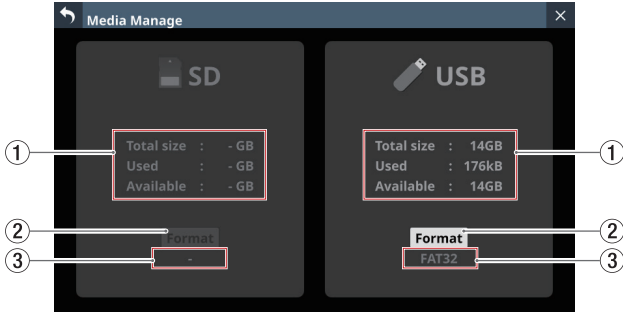 Media Manage
SD
Total size : - GB
Used : - GB
Available : - GB
Format
-
USB
Total size : 14GB
Used : 176kB
Available : 14GB
Format
FAT32
1
2
3
1
2
3